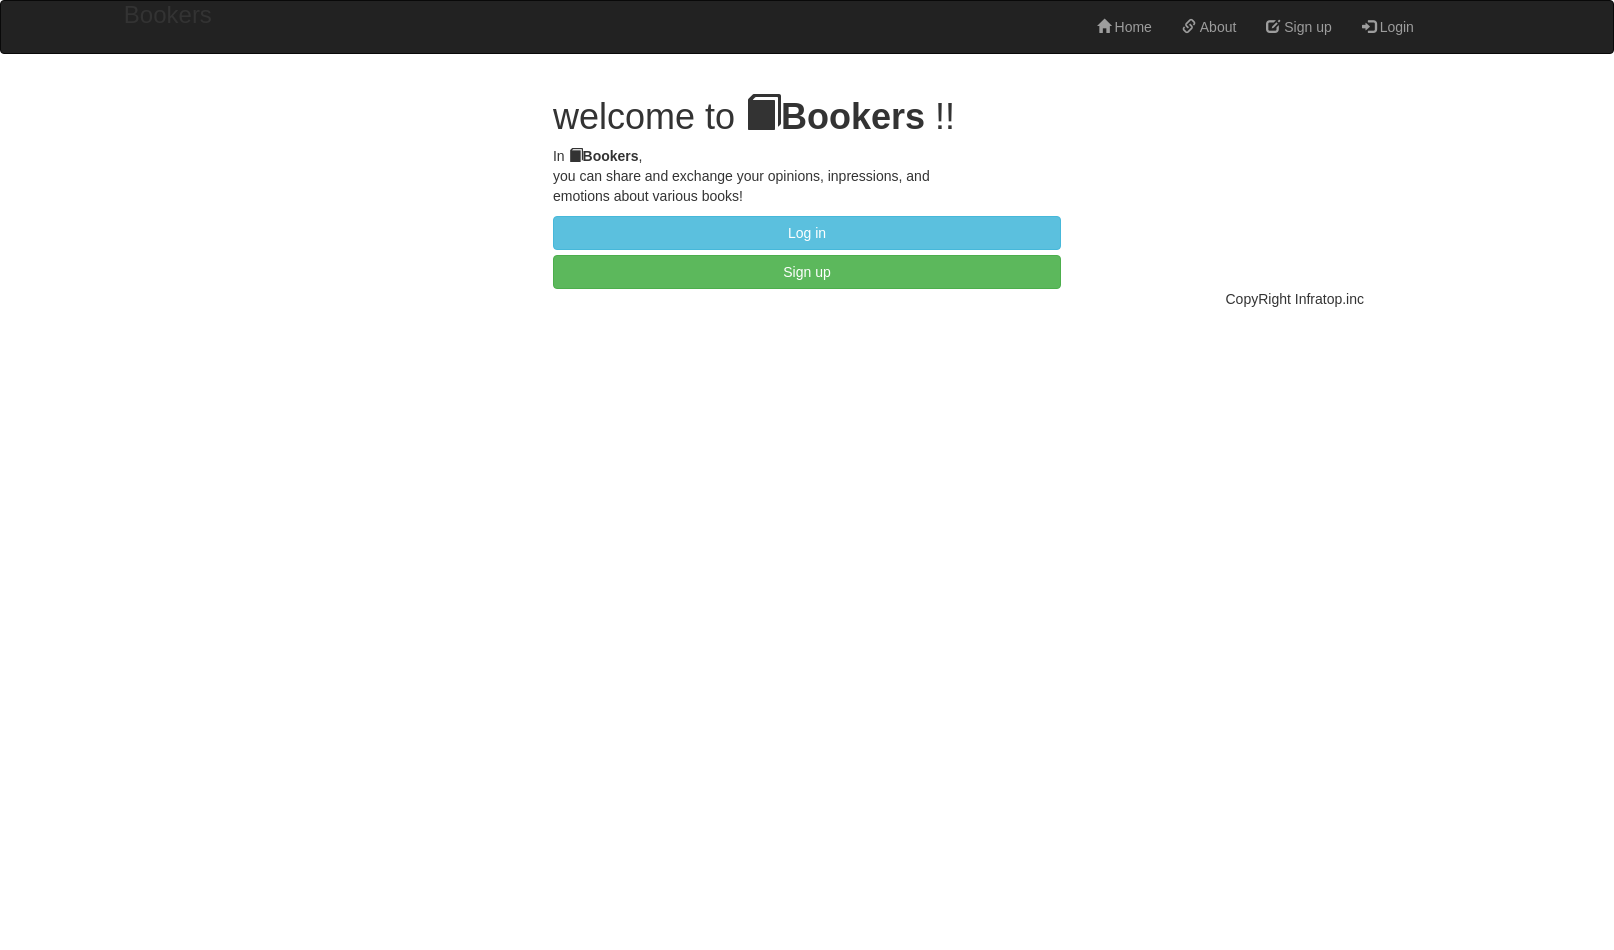 Bookers
Home About Sign up Login
welcome to Bookers !!
In Bookers,
you can share and exchange your opinions, inpressions, and
emotions about various books!
Log in
Sign up
CopyRight Infratop.inc